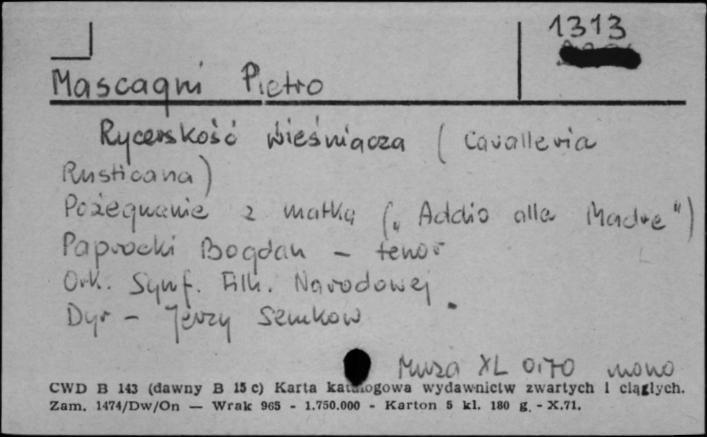 1313
Mascagni Pietro
Rycerskość wieśniacza (Cavalleria
Rusticana)
Pożegnanie z matką („Addio alla Madre")
Paprocki Bogdan – tenor
Ork. Symf. Filh. Narodowej
Dyr – Jerzy Semkow
Muza XL 0170 mono
CWD B 143 (dawny B 15 c) Karta katalogowa wydawnictw zwartych i ciągłych.
Zam. 1474/Dw/On — Wrak 965 - 1.750.000 - Karton 5 kl. 180 g. - X.71.